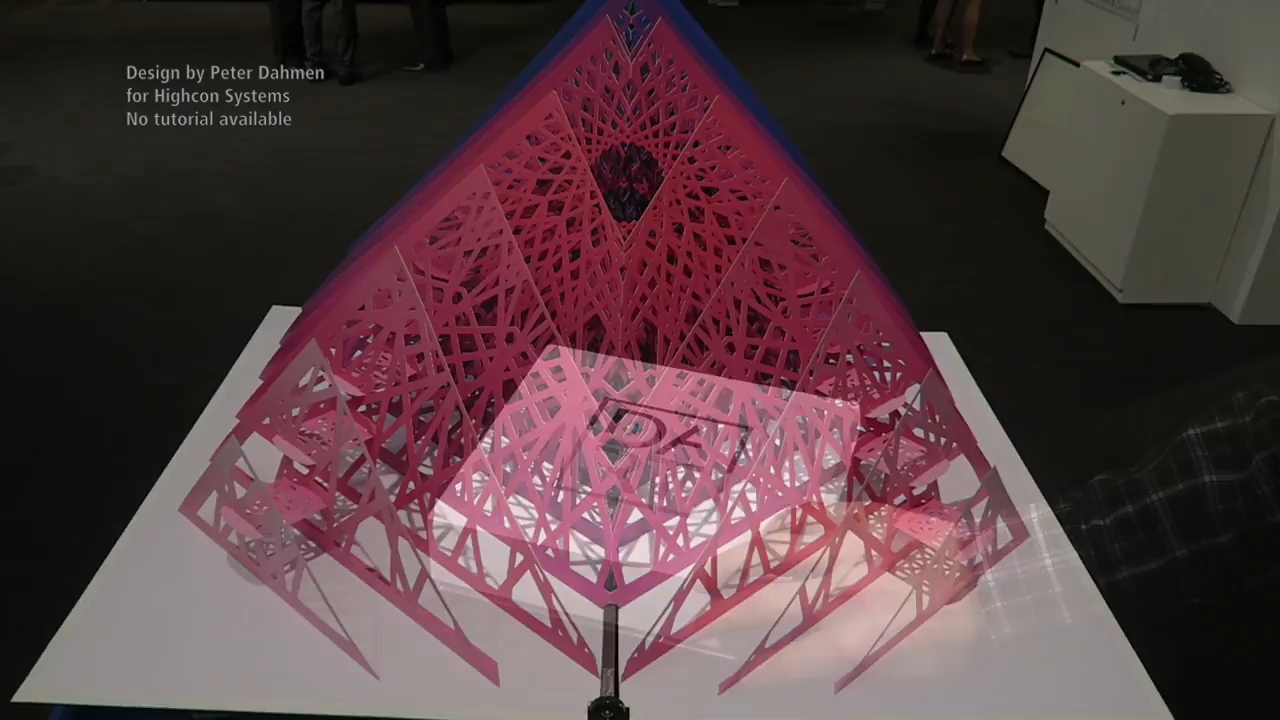 Design by Peter Dahmen
for Highcon Systems
No tutorial available